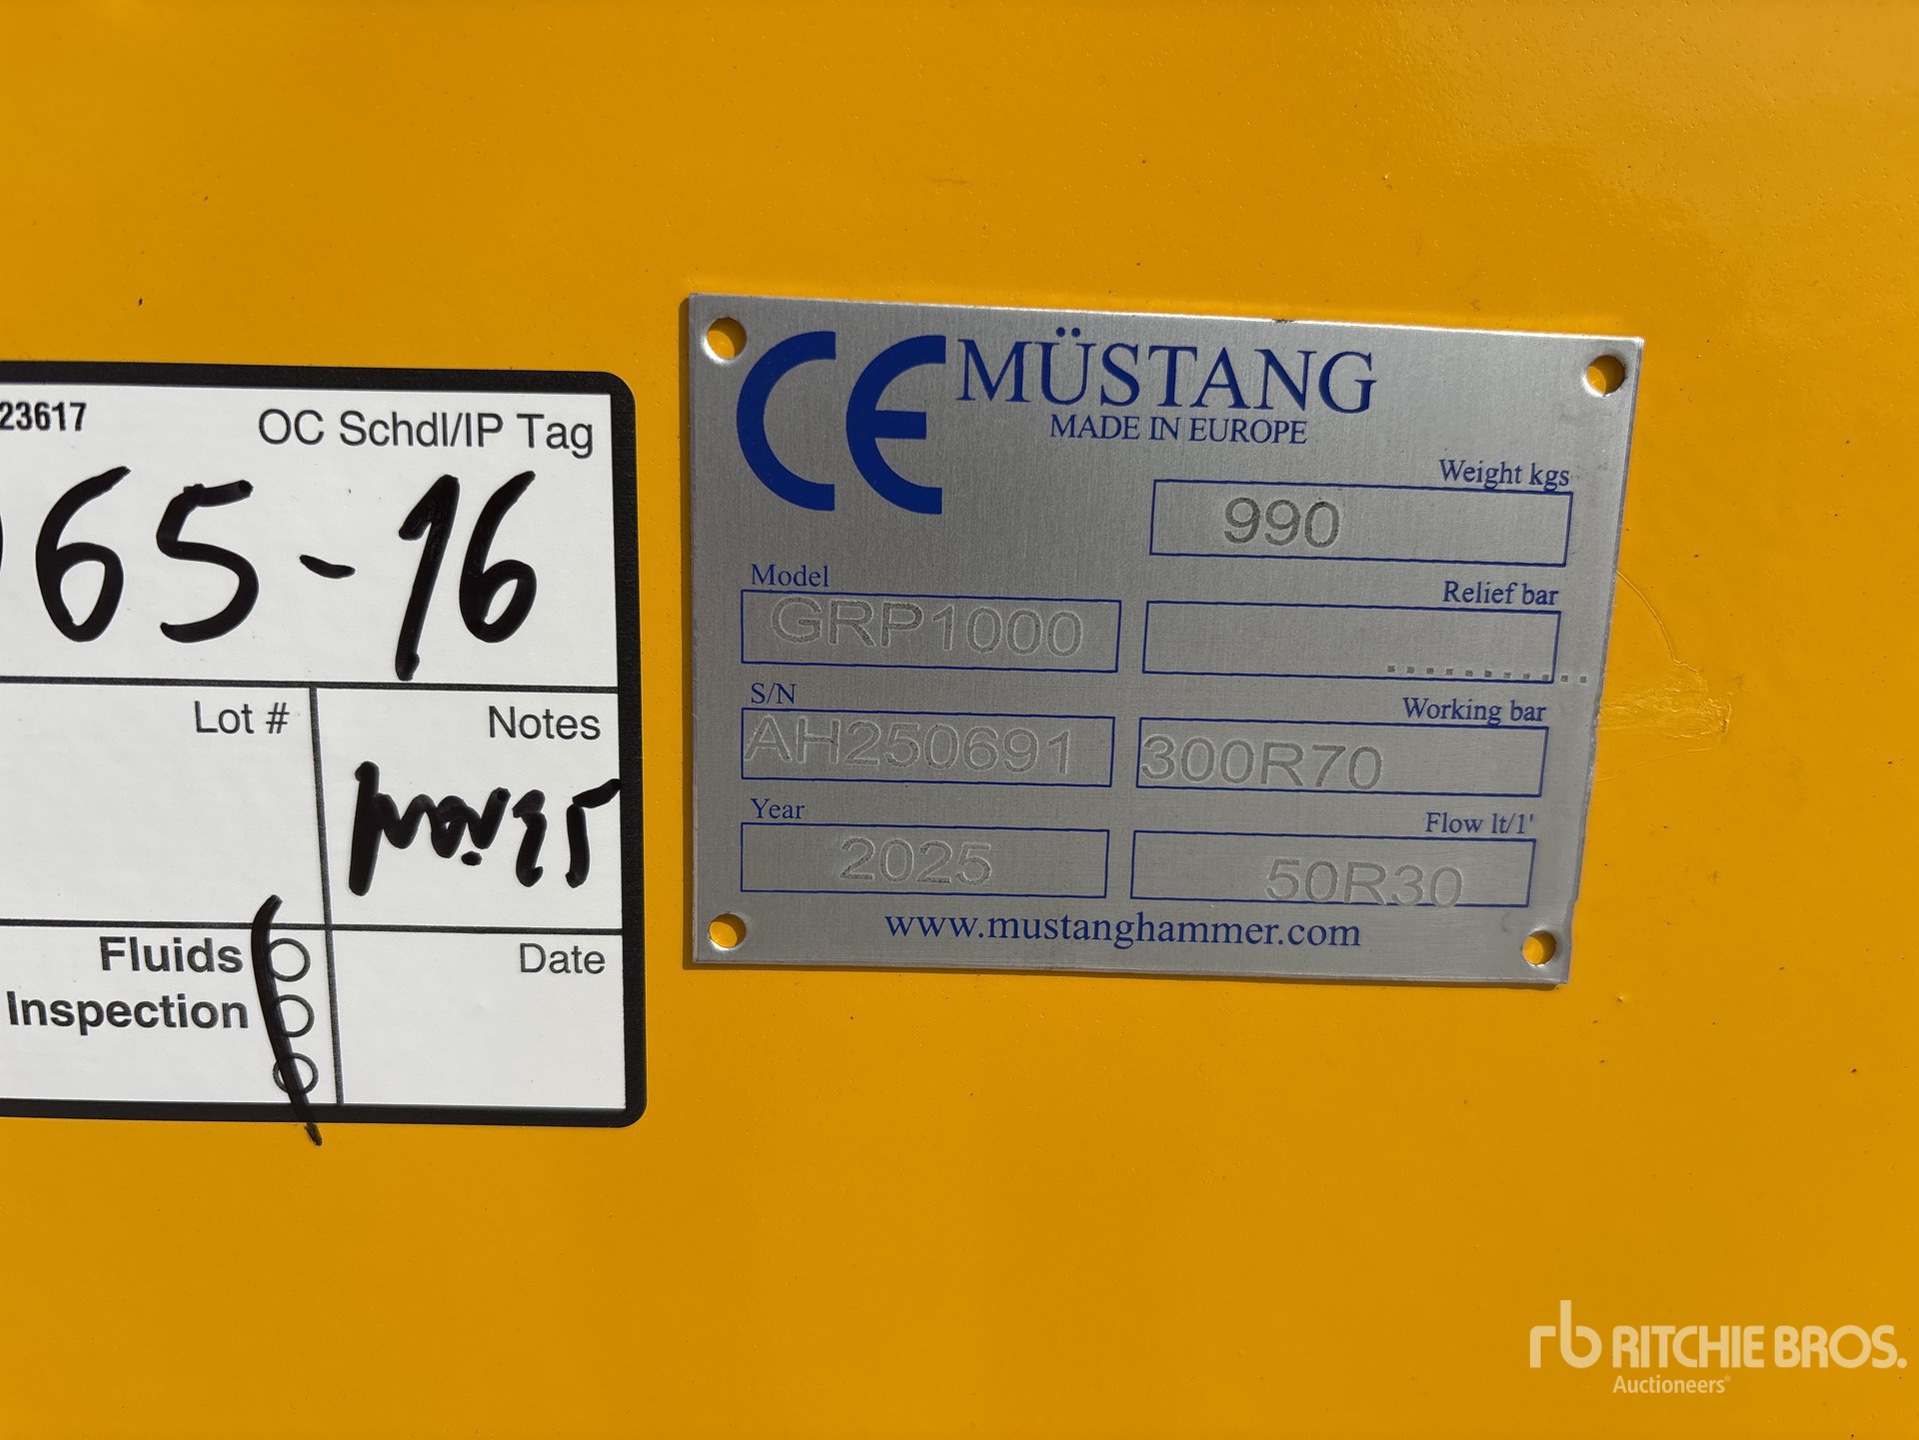 23617
OC Schdl/IP Tag
65-16
Lot #
Notes
Fluids
Inspection
Date
CE MÜSTANG
MADE IN EUROPE
Weight kgs
990
Model
GRP1000
Relief bar
...........
S/N
AH250691
Working bar
300R70
Year
2025
Flow lt/1'
50R30
www.mustanghammer.com
rb RITCHIE BROS.
Auctioneers